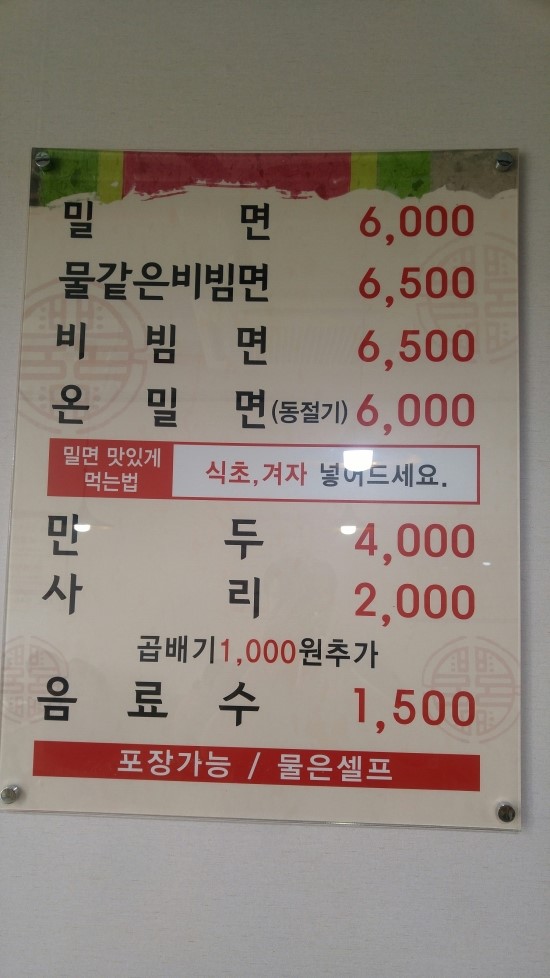 밀면 6,000
물같은비빔면 6,500
비빔면 6,500
온밀면(동절기) 6,000
밀면 맛있게
먹는법
식초,겨자 넣어드세요.
만두 4,000
사리 2,000
곱배기1,000원추가
음료수 1,500
포장가능 / 물은셀프